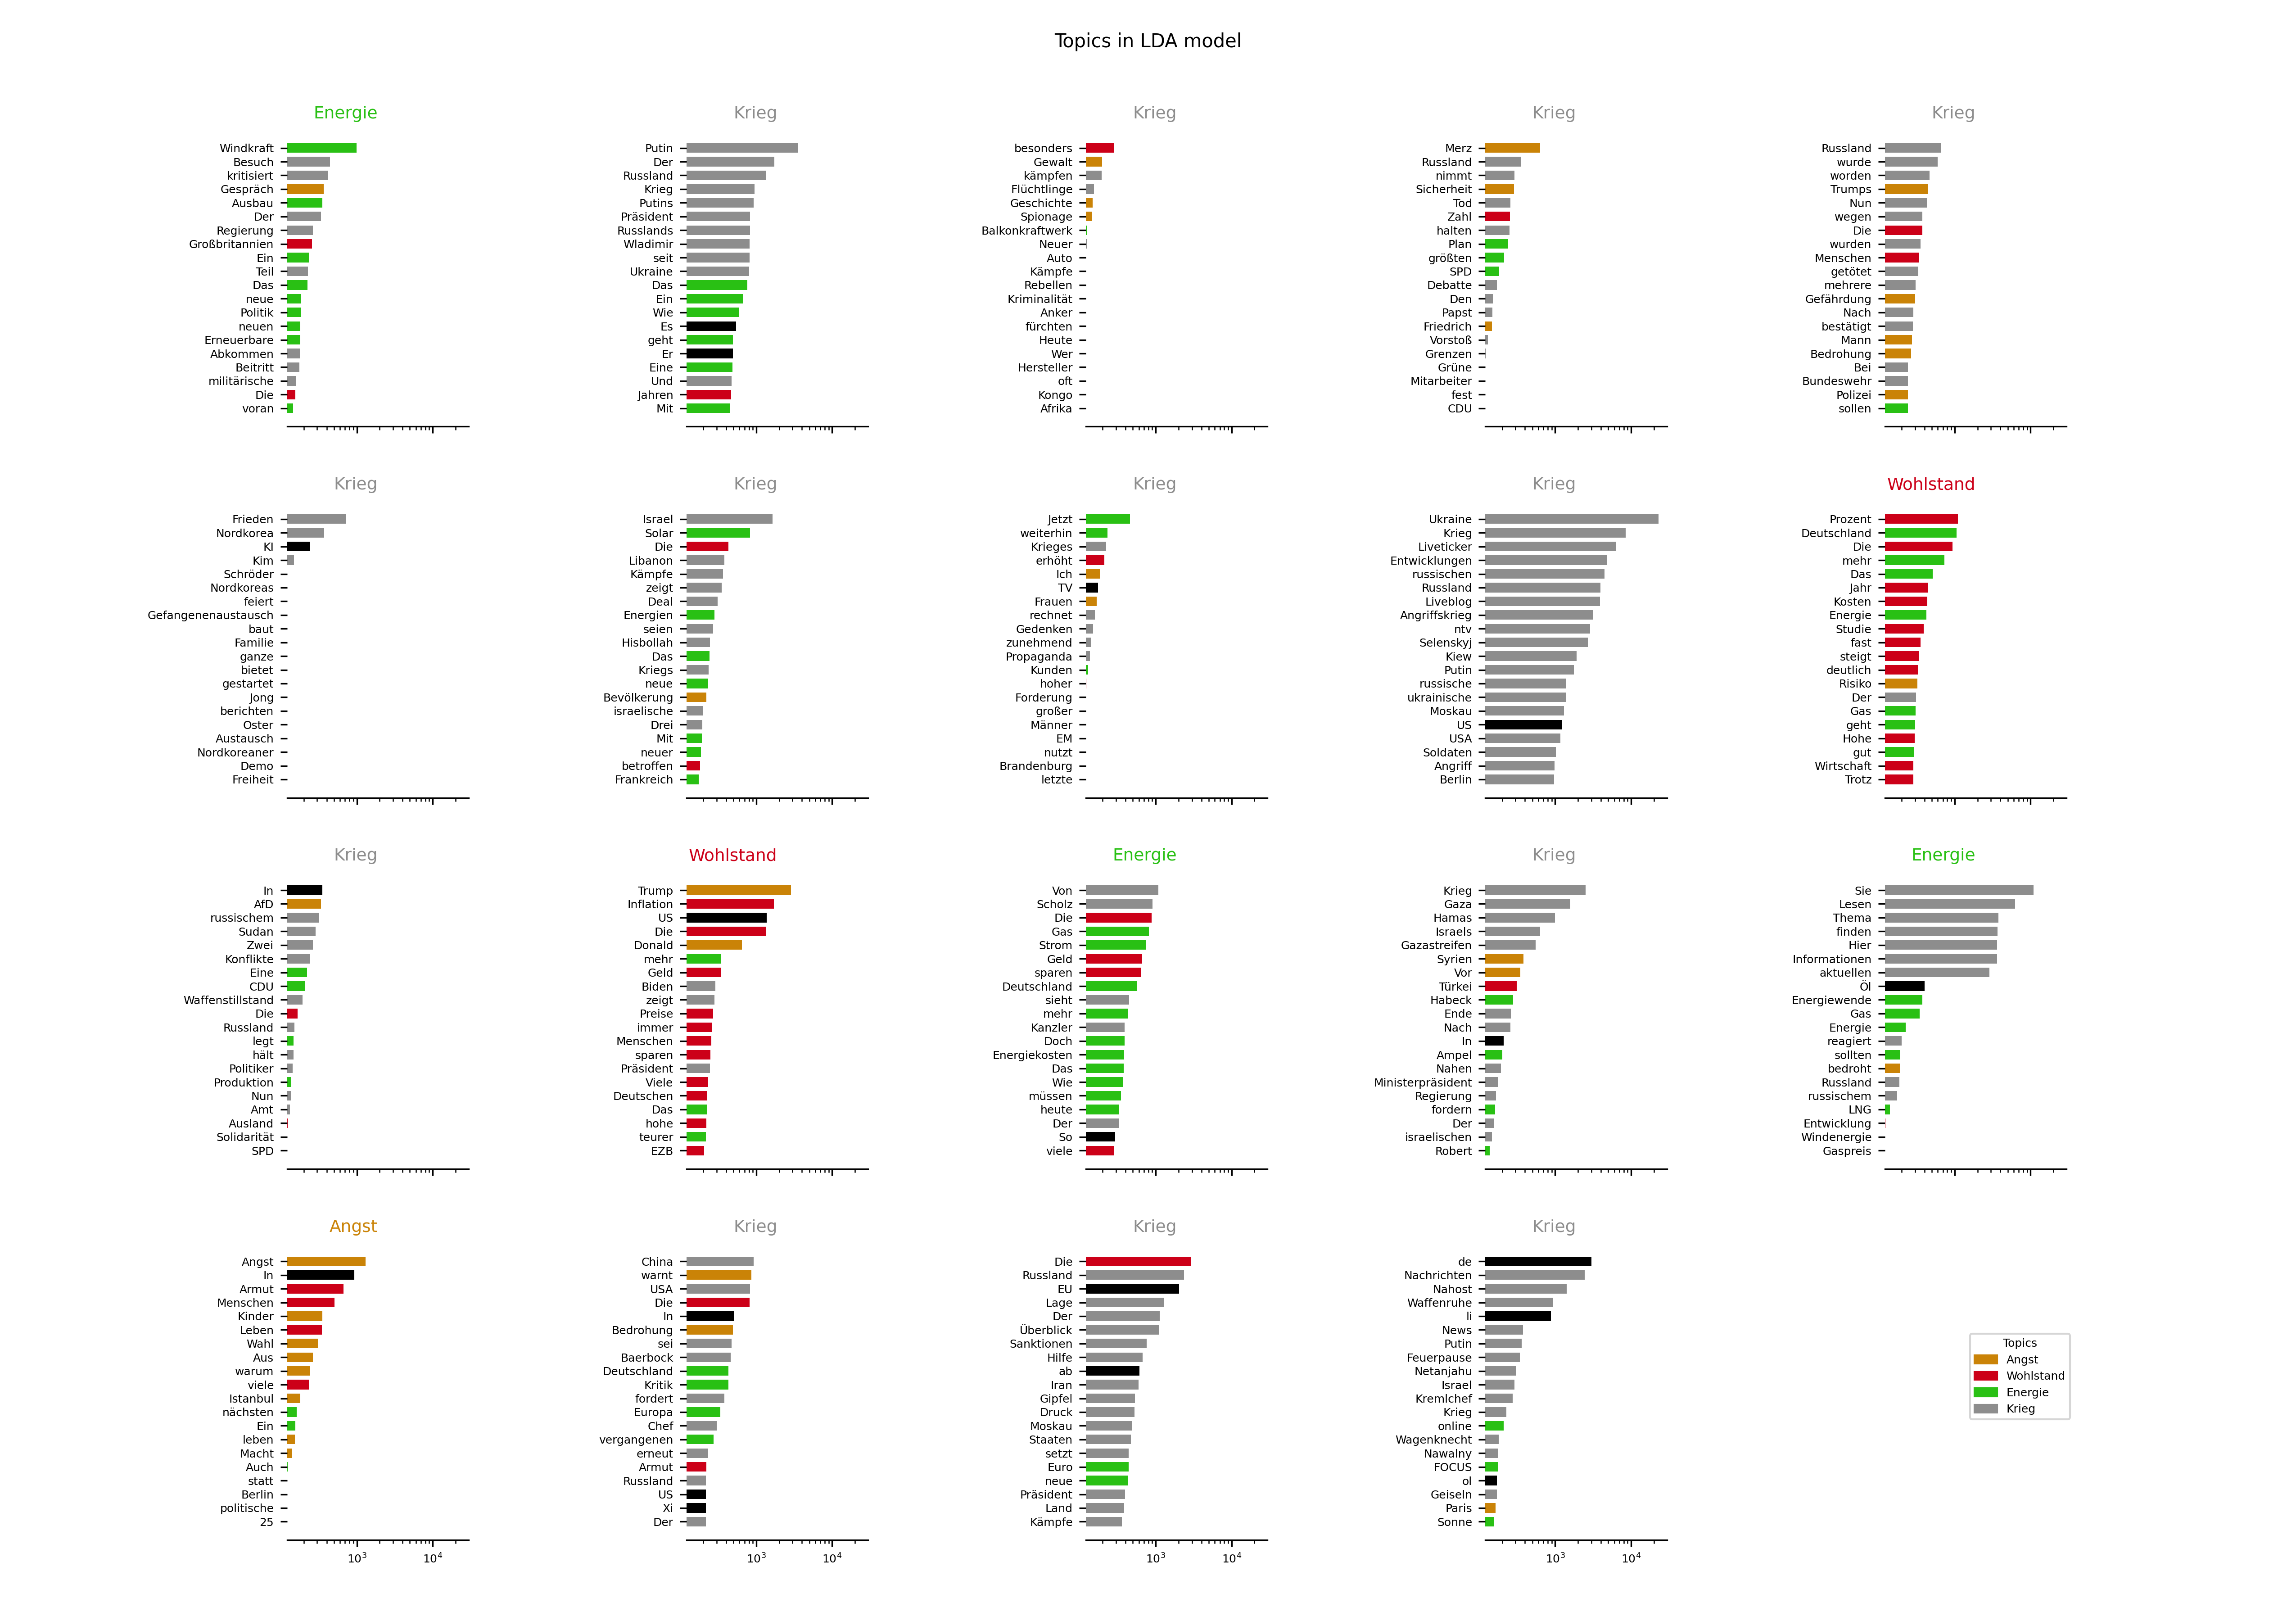 Topics in LDA model
Energie
Windkraft
Besuch
kritisiert
Gespräch
Ausbau
Der
Regierung
Großbritannien
Ein
Teil
Das
neue
Politik
neuen
Erneuerbare
Abkommen
Beitritt
militärische
Die
voran
Krieg
Putin
Der
Russland
Krieg
Putins
Präsident
Russlands
Wladimir
seit
Ukraine
Das
Ein
Wie
Es
geht
Er
Eine
Und
Jahren
Mit
Krieg
besonders
Gewalt
kämpfen
Flüchtlinge
Geschichte
Spionage
Balkonkraftwerk
Neuer
Auto
Kämpfe
Rebellen
Kriminalität
Anker
fürchten
Heute
Wer
Hersteller
oft
Kongo
Afrika
Krieg
Merz
Russland
nimmt
Sicherheit
Tod
Zahl
halten
Plan
größten
SPD
Debatte
Den
Papst
Friedrich
Vorstoß
Grenzen
Grüne
Mitarbeiter
fest
CDU
Krieg
Russland
wurde
worden
Trumps
Nun
wegen
Die
wurden
Menschen
getötet
mehrere
Gefährdung
Nach
bestätigt
Mann
Bedrohung
Bei
Bundeswehr
Polizei
sollen
Krieg
Frieden
Nordkorea
KI
Kim
Schröder
Nordkoreas
feiert
Gefangenenaustausch
baut
Familie
ganze
bietet
gestartet
Jong
berichten
Oster
Austausch
Nordkoreaner
Demo
Freiheit
Krieg
Israel
Solar
Die
Libanon
Kämpfe
zeigt
Deal
Energien
seien
Hisbollah
Das
Kriegs
neue
Bevölkerung
israelische
Drei
Mit
neuer
betroffen
Frankreich
Krieg
Jetzt
weiterhin
Krieges
erhöht
Ich
TV
Frauen
rechnet
Gedenken
zunehmend
Propaganda
Kunden
hoher
Forderung
großer
Männer
EM
nutzt
Brandenburg
letzte
Krieg
Ukraine
Krieg
Liveticker
Entwicklungen
russischen
Russland
Liveblog
Angriffskrieg
ntv
Selenskyj
Kiew
Putin
russische
ukrainische
Moskau
US
USA
Soldaten
Angriff
Berlin
Wohlstand
Prozent
Deutschland
Die
mehr
Das
Jahr
Kosten
Energie
Studie
fast
steigt
deutlich
Risiko
Der
Gas
geht
Hohe
gut
Wirtschaft
Trotz
Krieg
In
AfD
russischem
Sudan
Zwei
Konflikte
Eine
CDU
Waffenstillstand
Die
Russland
legt
hält
Politiker
Produktion
Nun
Amt
Ausland
Solidarität
SPD
Wohlstand
Trump
Inflation
US
Die
Donald
mehr
Geld
Biden
zeigt
Preise
immer
Menschen
sparen
Präsident
Viele
Deutschen
Das
hohe
teurer
EZB
Energie
Von
Scholz
Die
Gas
Strom
Geld
sparen
Deutschland
sieht
mehr
Kanzler
Doch
Energiekosten
Das
Wie
müssen
heute
Der
So
viele
Krieg
Krieg
Gaza
Hamas
Israels
Gazastreifen
Syrien
Vor
Türkei
Habeck
Ende
Nach
In
Ampel
Nahen
Ministerpräsident
Regierung
fordern
Der
israelischen
Robert
Energie
Sie
Lesen
Thema
finden
Hier
Informationen
aktuellen
Öl
Energiewende
Gas
Energie
reagiert
sollten
bedroht
Russland
russischem
LNG
Entwicklung
Windenergie
Gaspreis
Angst
Angst
In
Armut
Menschen
Kinder
Leben
Wahl
Aus
warum
viele
Istanbul
nächsten
Ein
leben
Macht
Auch
statt
Berlin
politische
25
10³ 10⁴
Krieg
China
warnt
USA
Die
In
Bedrohung
sei
Baerbock
Deutschland
Kritik
fordert
Europa
Chef
vergangenen
erneut
Armut
Russland
US
Xi
Der
10³ 10⁴
Krieg
Die
Russland
EU
Lage
Der
Überblick
Sanktionen
Hilfe
ab
Iran
Gipfel
Druck
Moskau
Staaten
setzt
Euro
neue
Präsident
Land
Kämpfe
10³ 10⁴
Krieg
de
Nachrichten
Nahost
Waffenruhe
li
News
Putin
Feuerpause
Netanjahu
Israel
Kremlchef
Krieg
online
Wagenknecht
Nawalny
FOCUS
ol
Geiseln
Paris
Sonne
10³ 10⁴
Topics
Angst
Wohlstand
Energie
Krieg